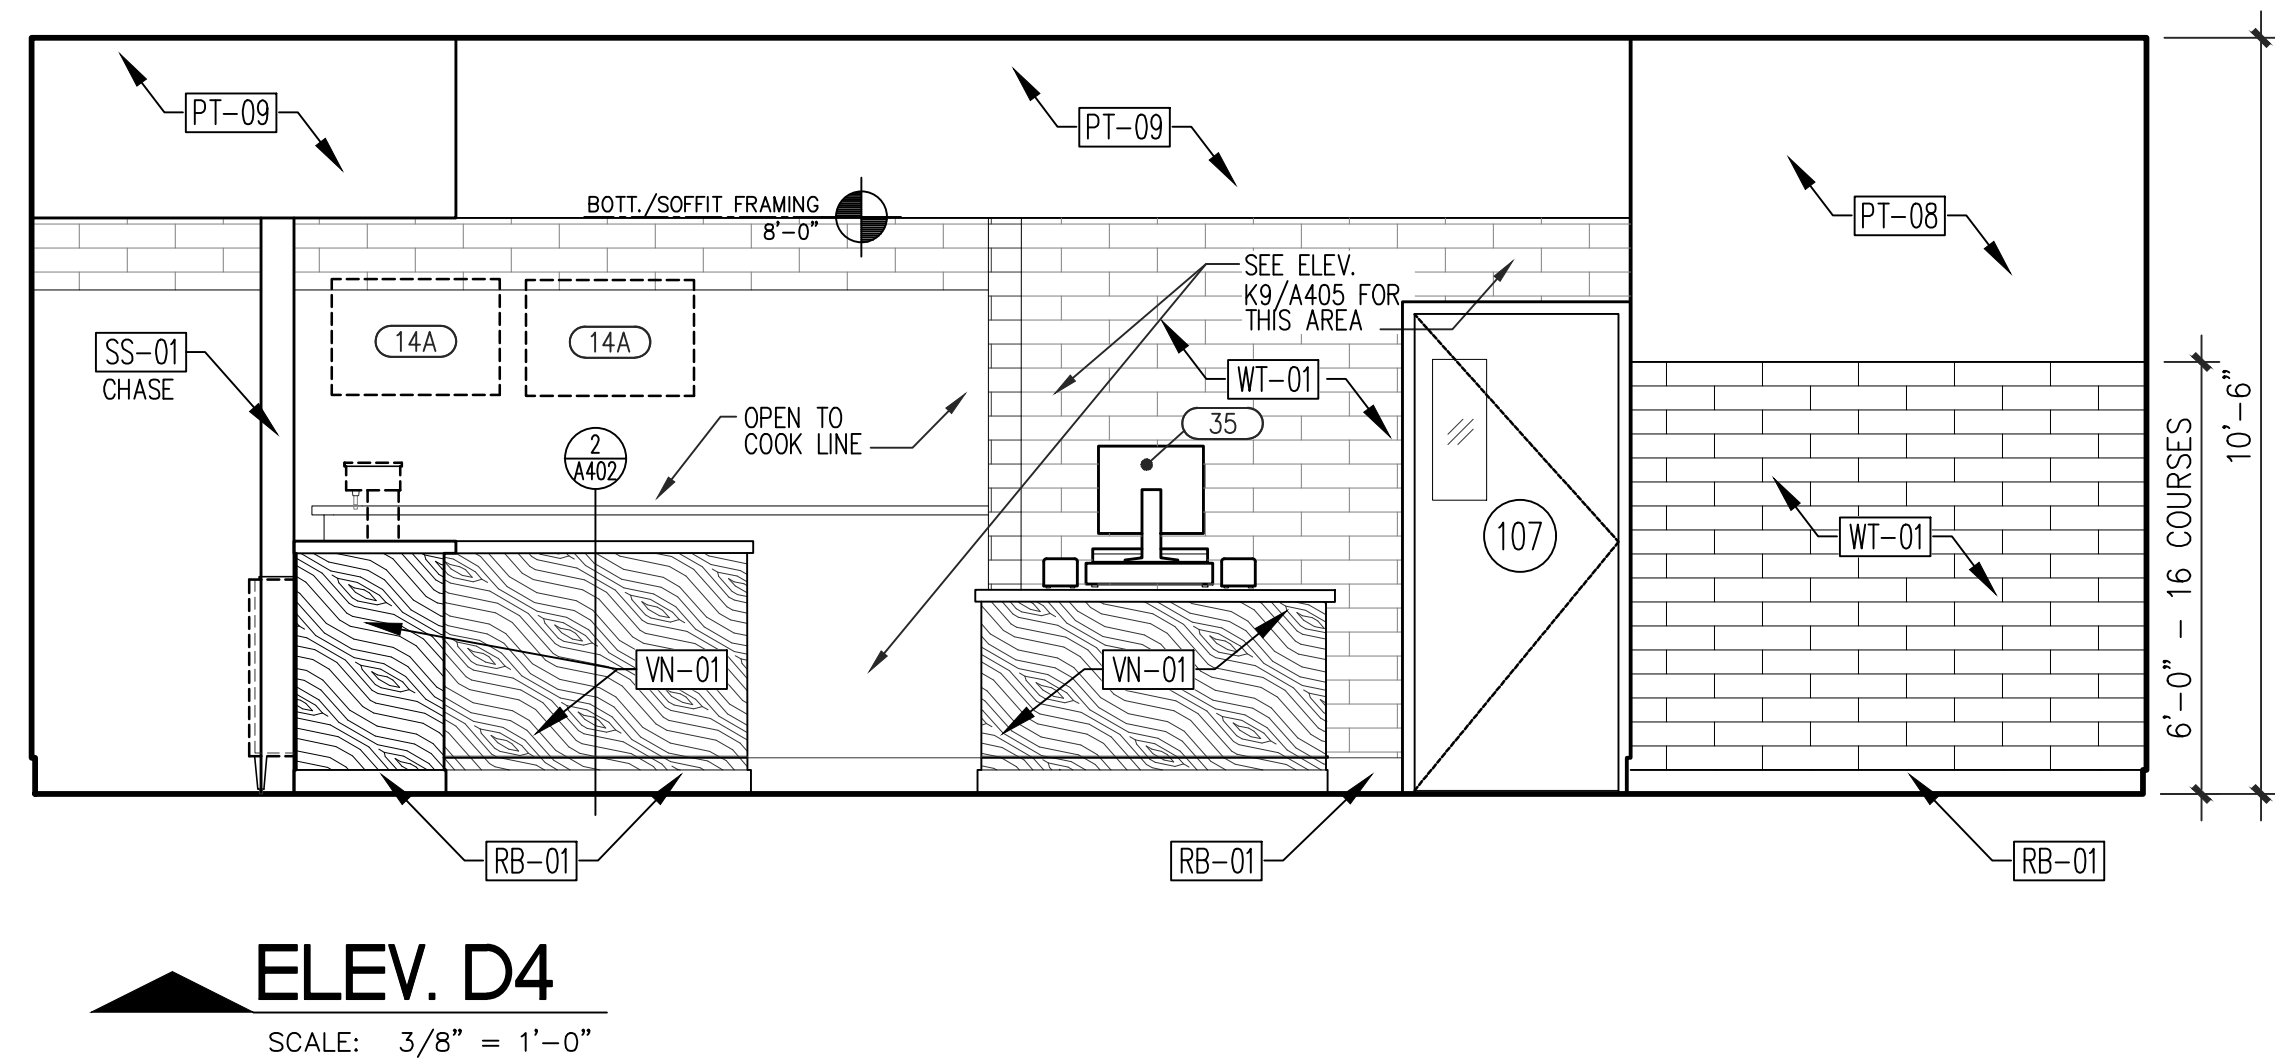 PT-09
PT-09
BOTT./SOFFIT FRAMING
8'-0"
PT-08
SEE ELEV.
K9/A405 FOR
THIS AREA
SS-01
CHASE
14A
14A
WT-01
OPEN TO
COOK LINE
35
2
A402
107
WT-01
6'-0" - 16 COURSES
10'-6"
VN-01
VN-01
RB-01
RB-01
RB-01
ELEV. D4
SCALE: 3/8" = 1'-0"